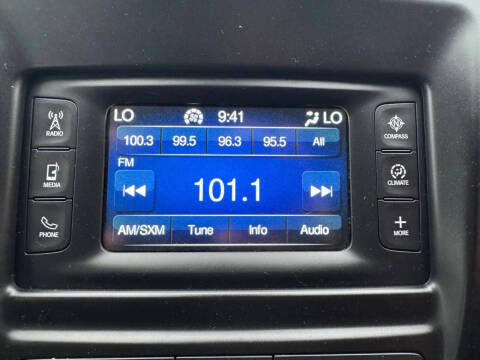 LO 9:41 LO
100.3 99.5 96.3 95.5 All
FM
101.1
AM/SXM Tune Info Audio
RADIO
MEDIA
PHONE
N
COMPASS
CLIMATE
+
MORE